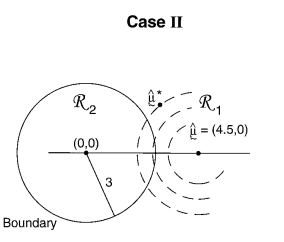 Case II
μ̂*
ℛ₂
ℛ₁
μ̂ = (4.5,0)
(0,0)
3
Boundary